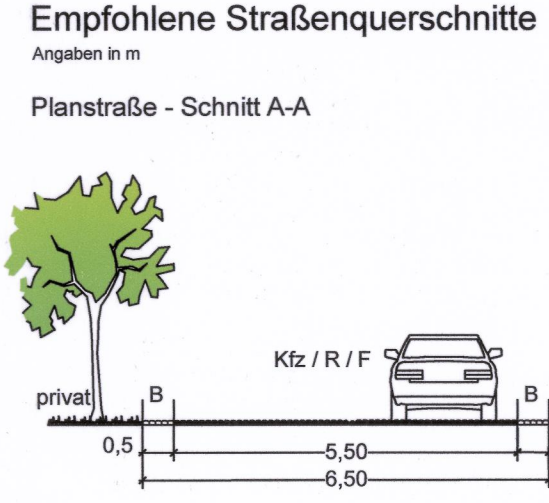 Empfohlene Straßenquerschnitte
Angaben in m
Planstraße - Schnitt A-A
Kfz / R / F
privat B B
0,5 5,50
6,50